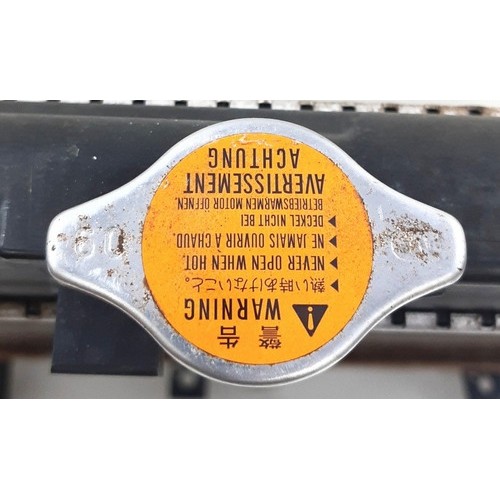 警告
WARNING
▶熱い時あけないこと。
▶NEVER OPEN WHEN HOT.
▶NE JAMAIS OUVRIR À CHAUD
▶DECKEL NICHT BEI
BETRIEBSWARMEN MOTOR ÖFFNEN.
AVERTISSEMENT
ACHTUNG